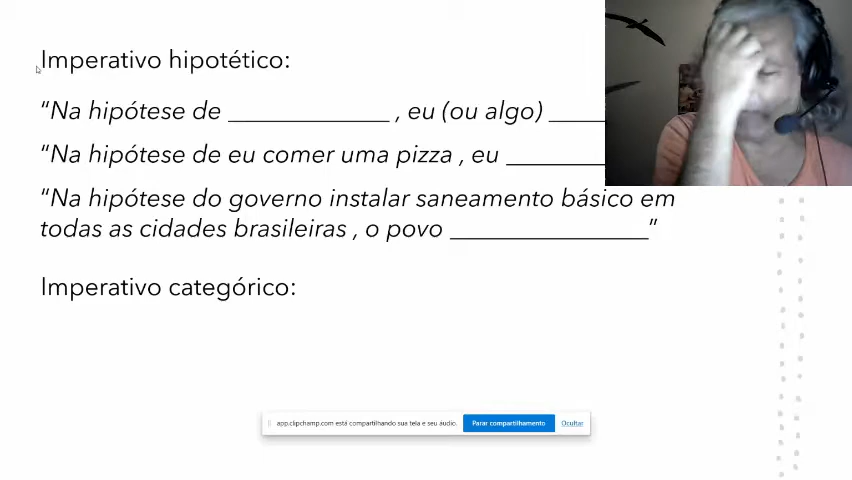 Imperativo hipotético:
“Na hipótese de ______________ , eu (ou algo) _____
“Na hipótese de eu comer uma pizza , eu _________
“Na hipótese do governo instalar saneamento básico em
todas as cidades brasileiras , o povo __________________”
Imperativo categórico:
app.clipchamp.com está compartilhando sua tela e seu áudio. Parar compartilhamento Ocultar